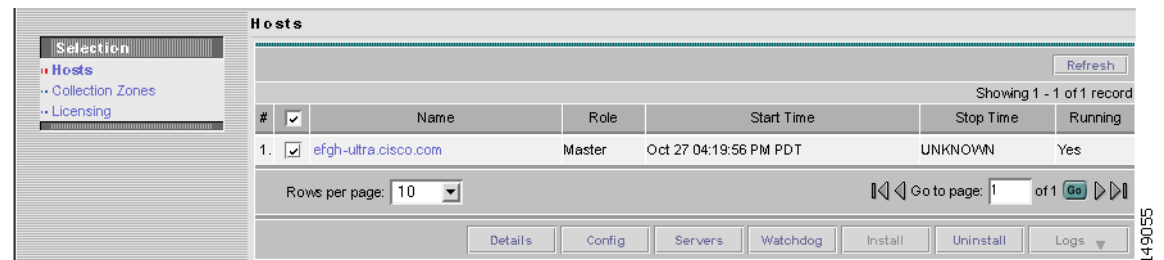 Hosts
Selection
Hosts
Collection Zones
Licensing
Refresh
Showing 1 - 1 of 1 record
# Name Role Start Time Stop Time Running
1. efgh-ultra.cisco.com Master Oct 27 04:19:56 PM PDT UNKNOWN Yes
Rows per page: 10 Go to page: 1 of 1 Go
Details Config Servers Watchdog Install Uninstall Logs
149055